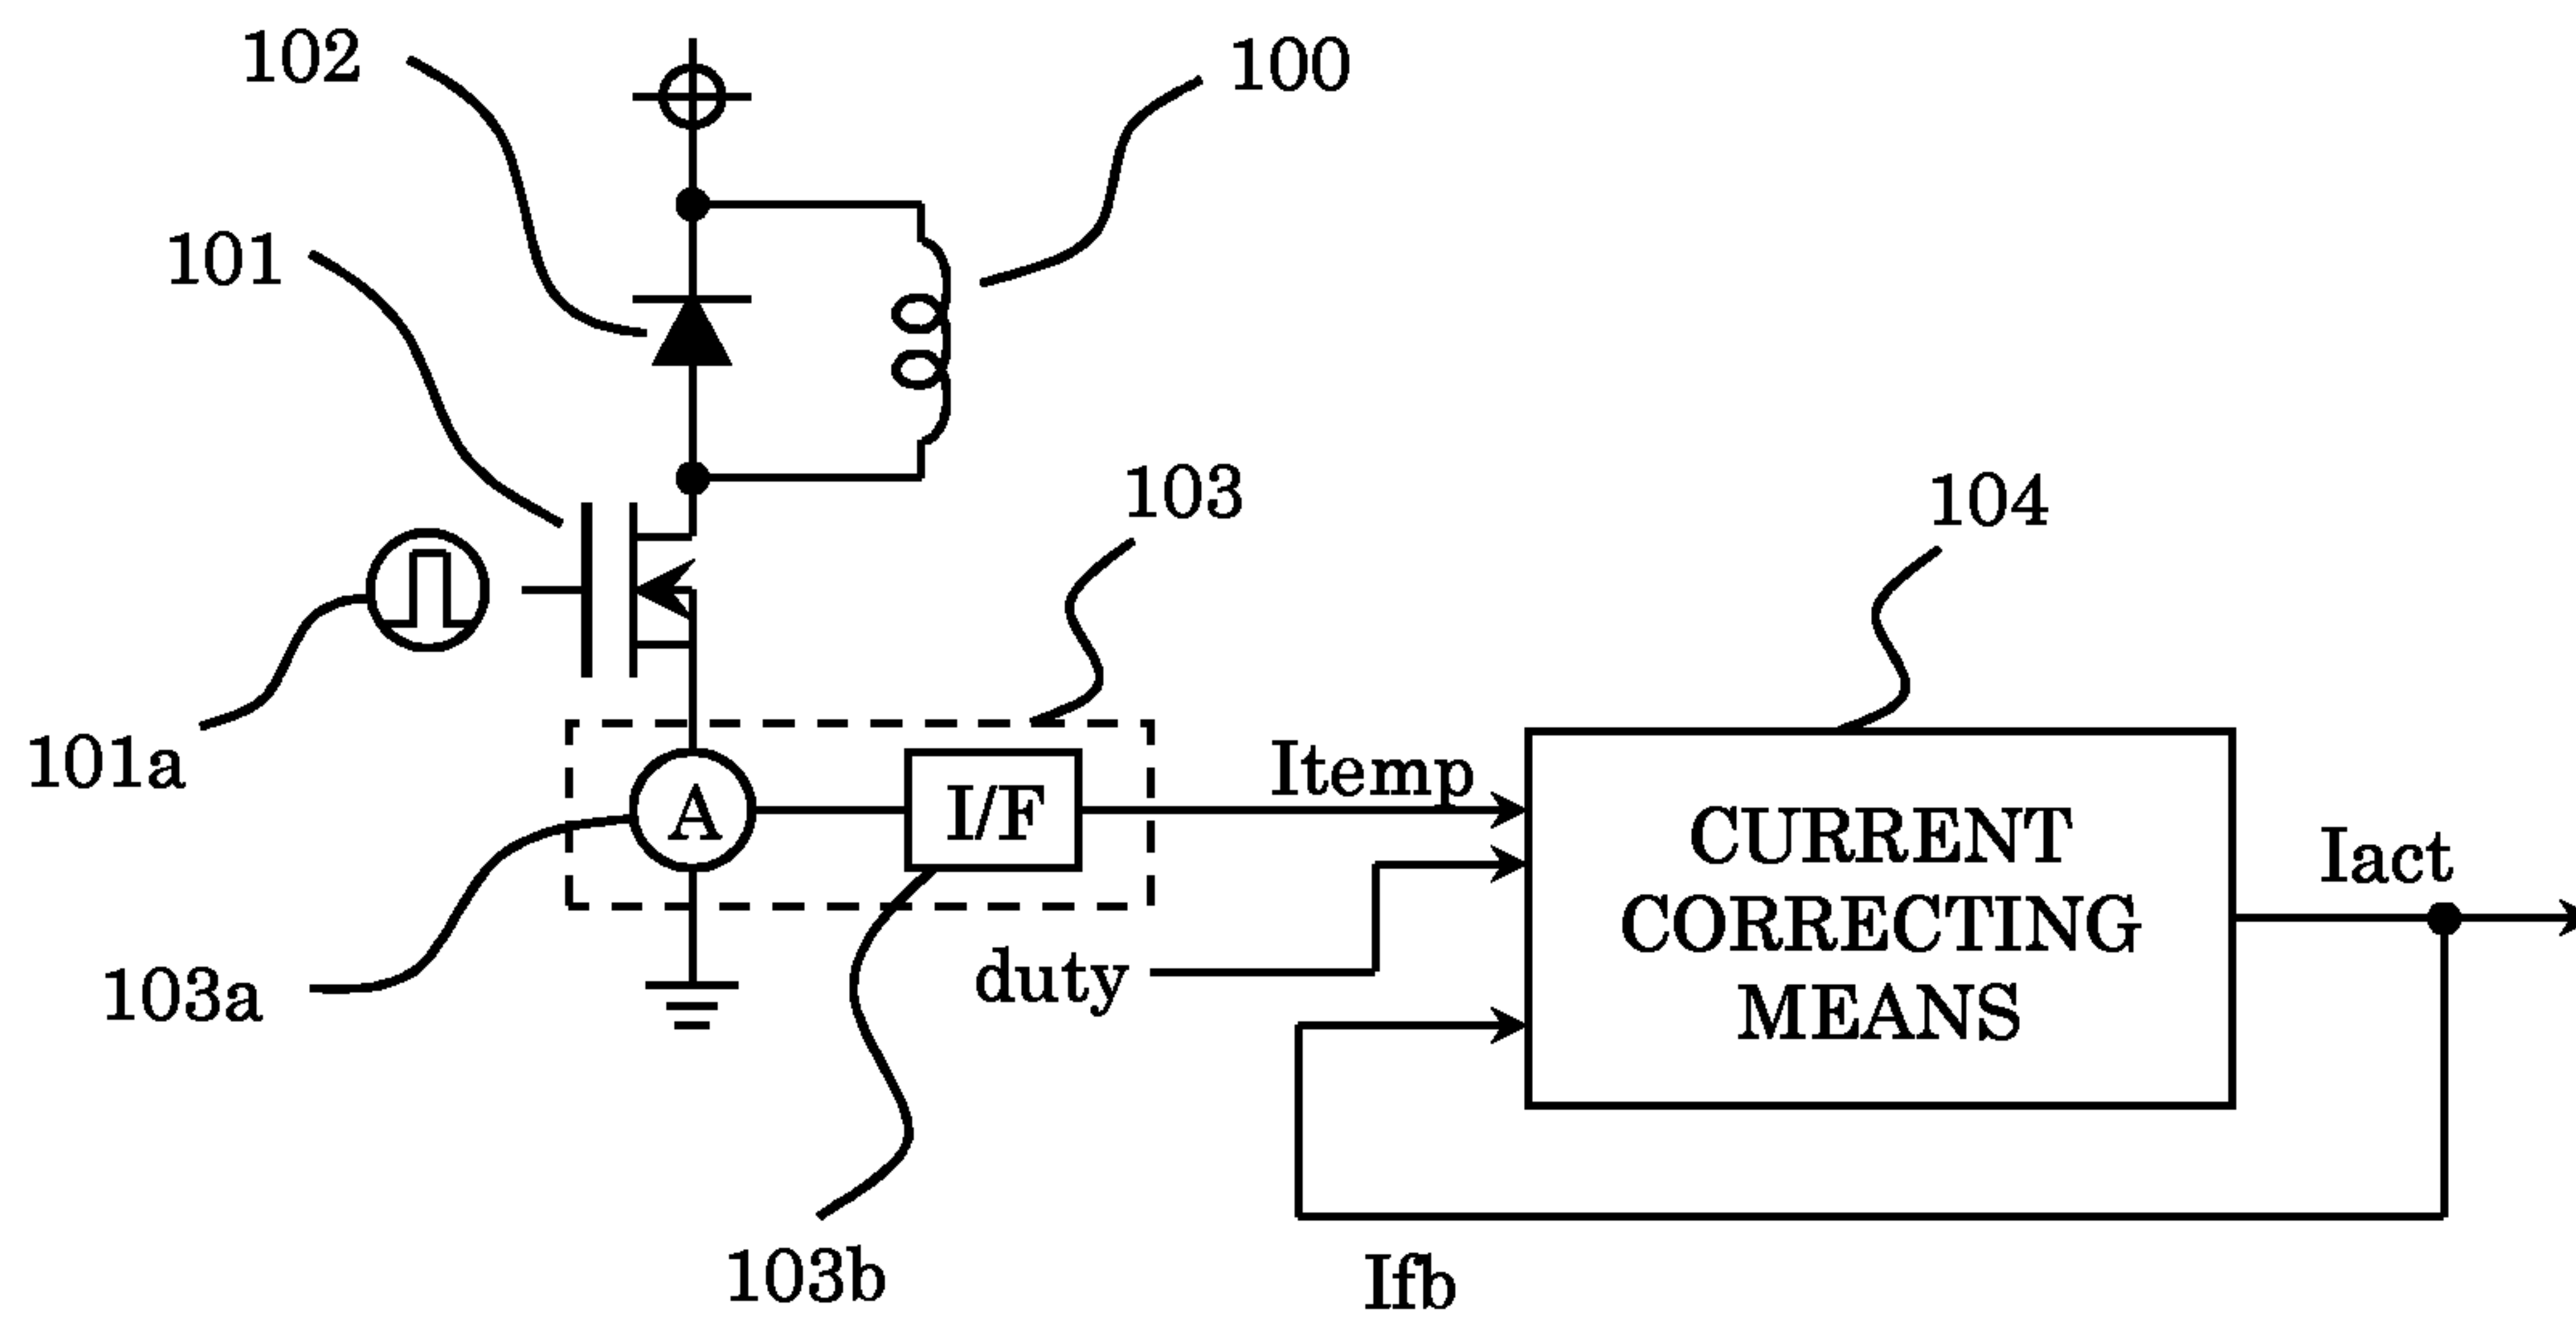 102
100
101
103
104
101a
A
I/F
Itemp
CURRENT
CORRECTING
MEANS
Iact
duty
103a
103b
Ifb